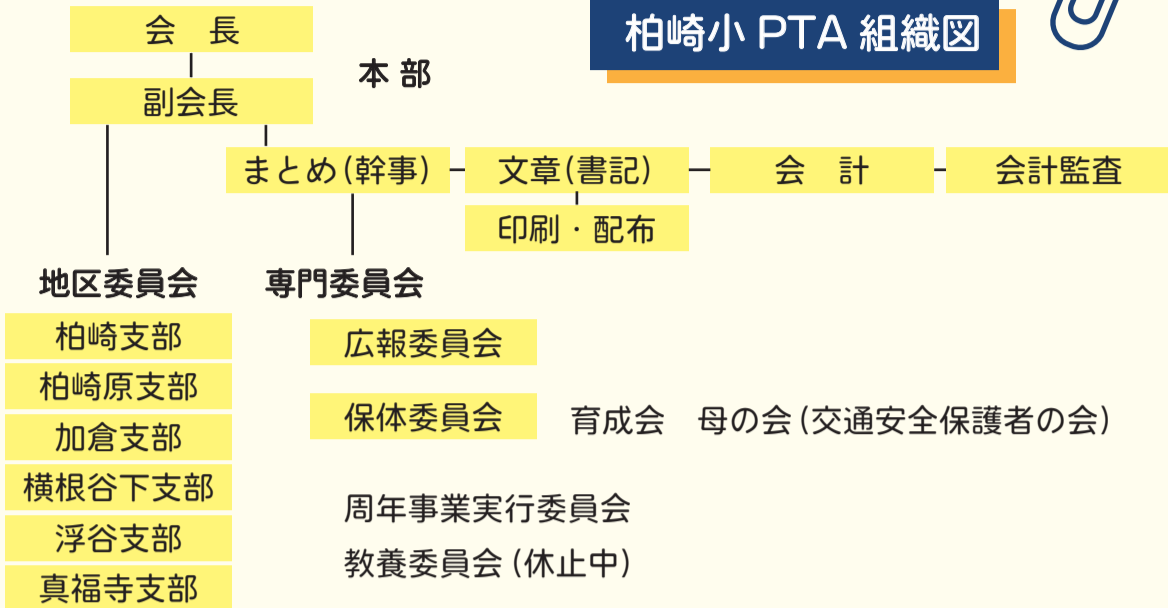 柏崎小 PTA 組織図
会　長
本 部
副会長
まとめ(幹事)
文章(書記)
会　計
会計監査
印刷・配布
地区委員会
柏崎支部
柏崎原支部
加倉支部
横根谷下支部
浮谷支部
真福寺支部
専門委員会
広報委員会
保体委員会
育成会　母の会(交通安全保護者の会)
周年事業実行委員会
教養委員会(休止中)